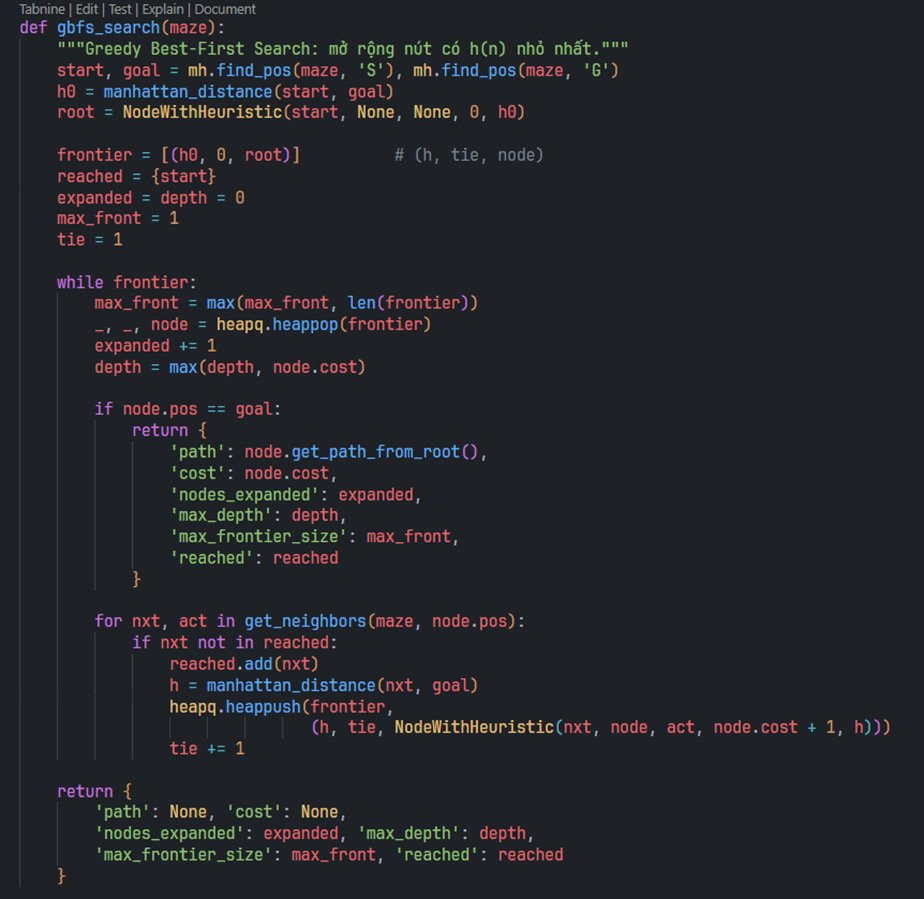 Tabnine | Edit | Test | Explain | Document
def gbfs_search(maze):
    """Greedy Best-First Search: mở rộng nút có h(n) nhỏ nhất."""
    start, goal = mh.find_pos(maze, 'S'), mh.find_pos(maze, 'G')
    h0 = manhattan_distance(start, goal)
    root = NodeWithHeuristic(start, None, None, 0, h0)

    frontier = [(h0, 0, root)]          # (h, tie, node)
    reached = {start}
    expanded = depth = 0
    max_front = 1
    tie = 1

    while frontier:
        max_front = max(max_front, len(frontier))
        _, _, node = heapq.heappop(frontier)
        expanded += 1
        depth = max(depth, node.cost)

        if node.pos == goal:
            return {
                'path': node.get_path_from_root(),
                'cost': node.cost,
                'nodes_expanded': expanded,
                'max_depth': depth,
                'max_frontier_size': max_front,
                'reached': reached
            }

        for nxt, act in get_neighbors(maze, node.pos):
            if nxt not in reached:
                reached.add(nxt)
                h = manhattan_distance(nxt, goal)
                heapq.heappush(frontier,
                               (h, tie, NodeWithHeuristic(nxt, node, act, node.cost + 1, h)))
                tie += 1

    return {
        'path': None, 'cost': None,
        'nodes_expanded': expanded, 'max_depth': depth,
        'max_frontier_size': max_front, 'reached': reached
    }